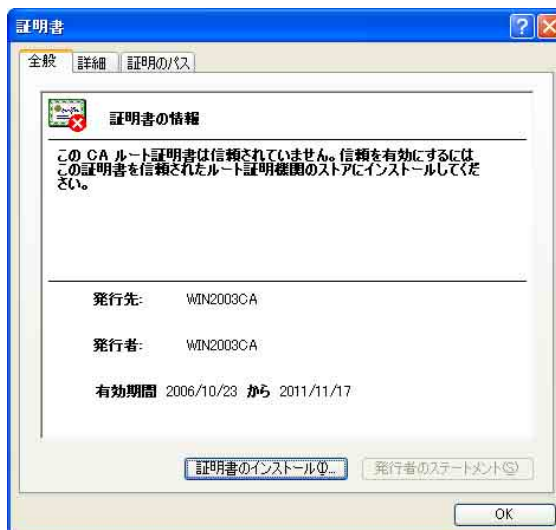 証明書
全般 詳細 証明のパス
証明書の情報
この CA ルート証明書は信頼されていません。信頼を有効にするには
この証明書を信頼されたルート証明機関のストアにインストールしてくだ
さい。
発行先: WIN2003CA
発行者: WIN2003CA
有効期間 2006/10/23 から 2011/11/17
証明書のインストール(I)... 発行者のステートメント(S)
OK